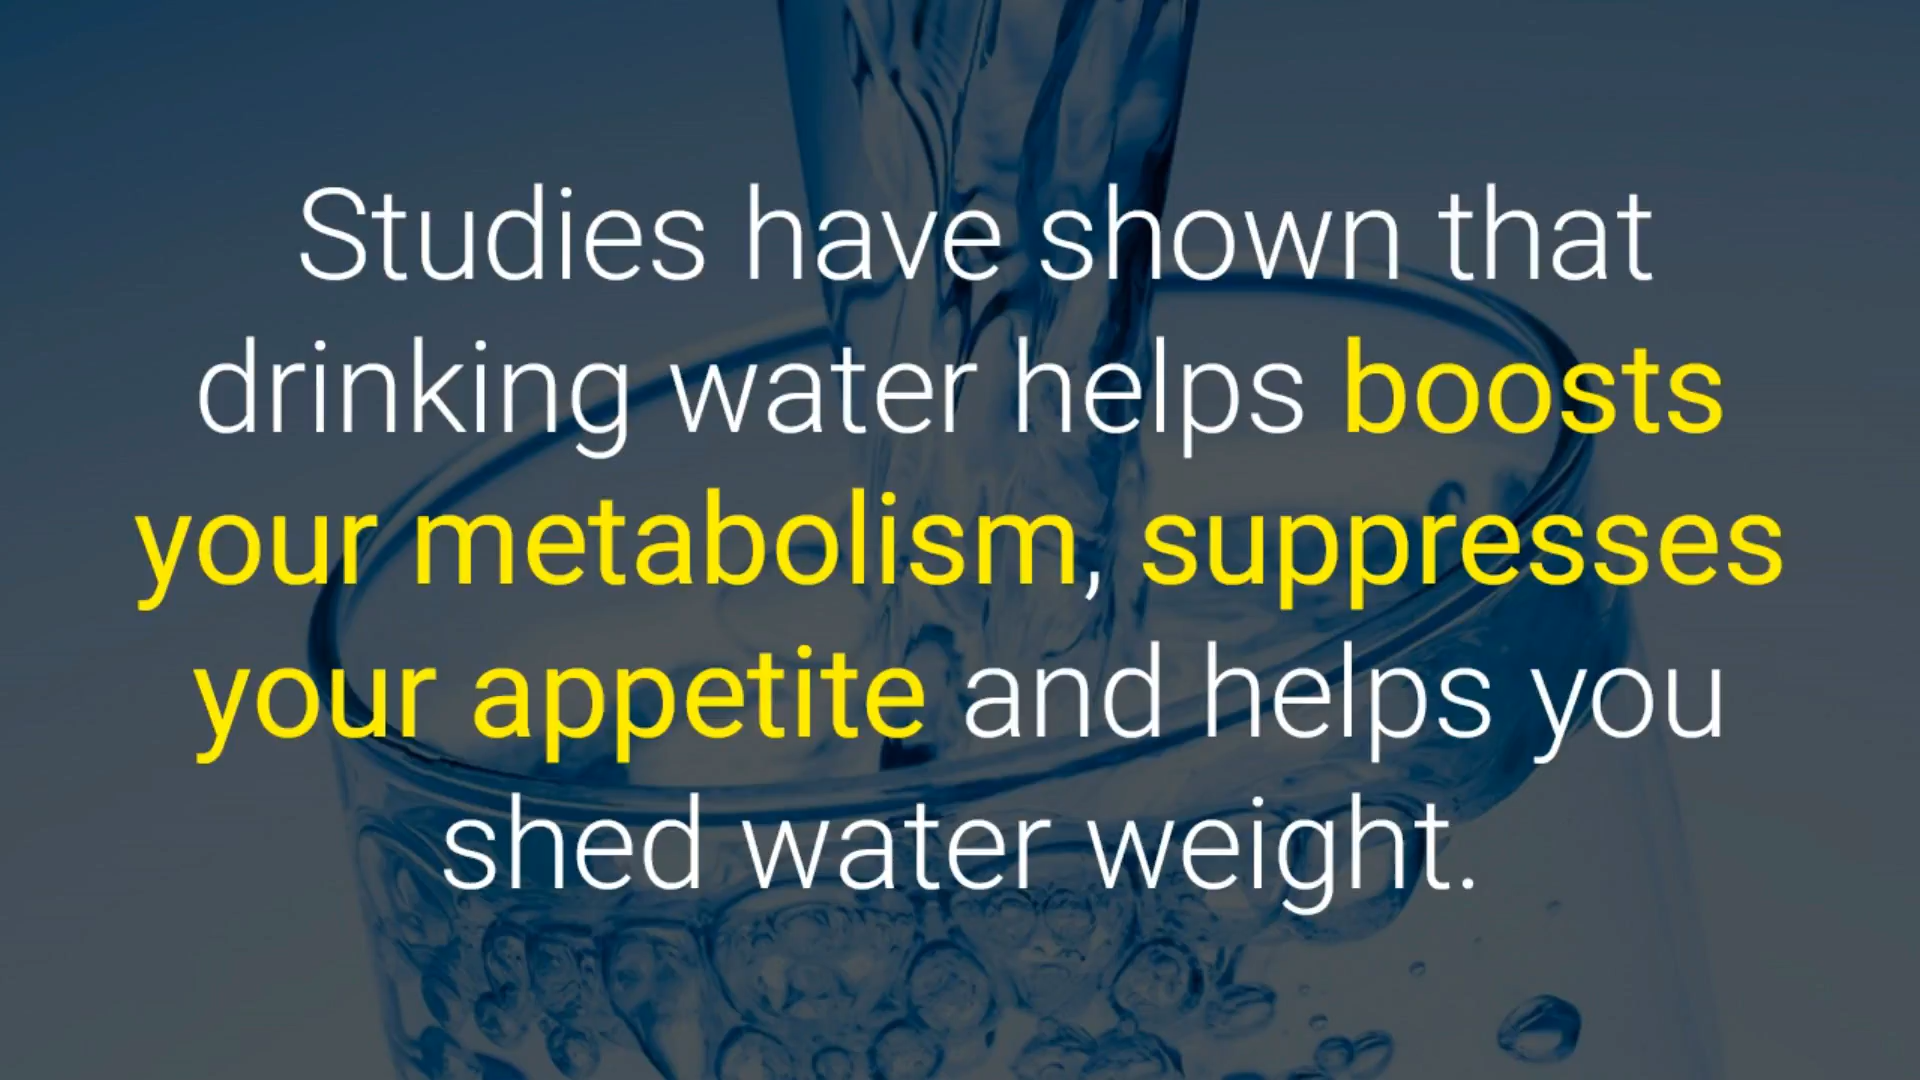 Studies have shown that
drinking water helps boosts
your metabolism, suppresses
your appetite and helps you
shed water weight.